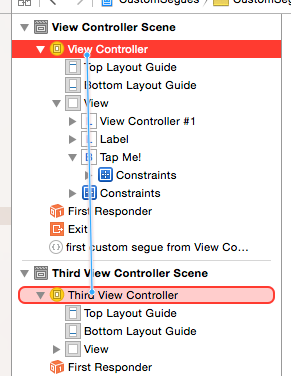 CustomSegues
CustomSeg
View Controller Scene
View Controller
Top Layout Guide
Bottom Layout Guide
View
L View Controller #1
L Label
B Tap Me!
Constraints
Constraints
First Responder
Exit
first custom segue from View Co...
Third View Controller Scene
Third View Controller
Top Layout Guide
Bottom Layout Guide
View
First Responder